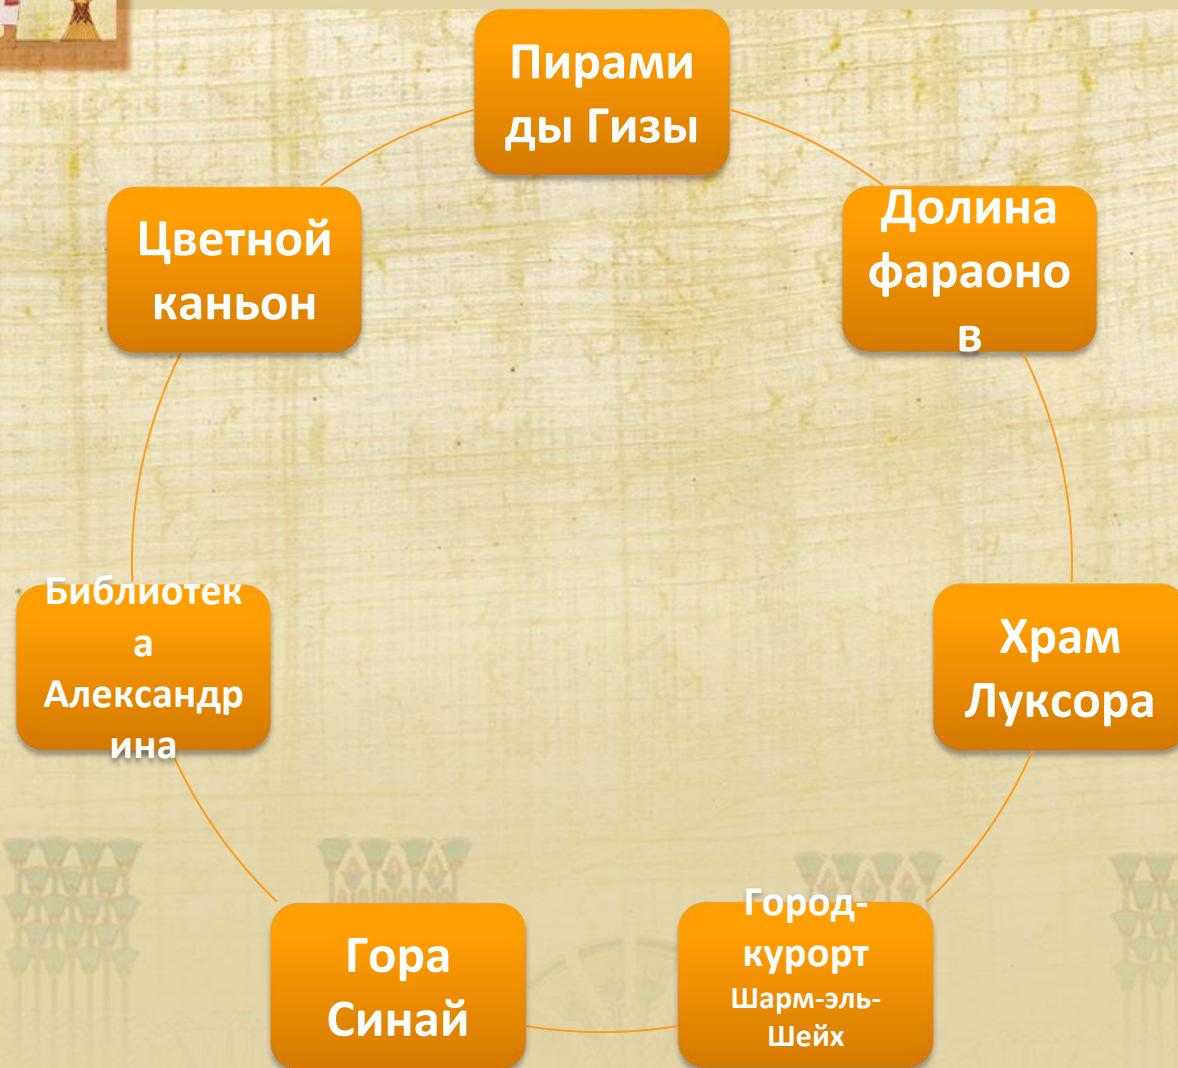 Пирами
ды Гизы
Долина
фараоно
в
Храм
Луксора
Город-
курорт
Шарм-эль-
Шейх
Гора
Синай
Библиотек
а
Александр
ина
Цветной
каньон